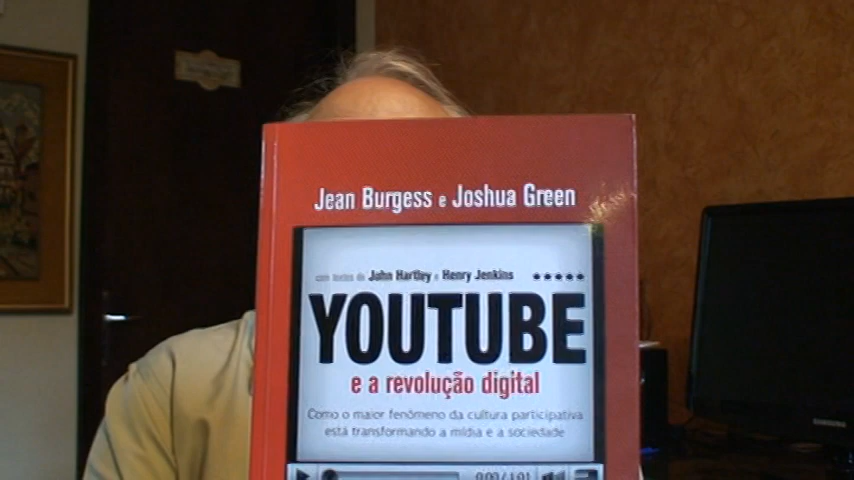 Jean Burgess e Joshua Green
com textos de John Hartley e Henry Jenkins
YOUTUBE
e a revolução digital
Como o maior fenômeno da cultura participativa
está transformando a mídia e a sociedade
SAMSUNG